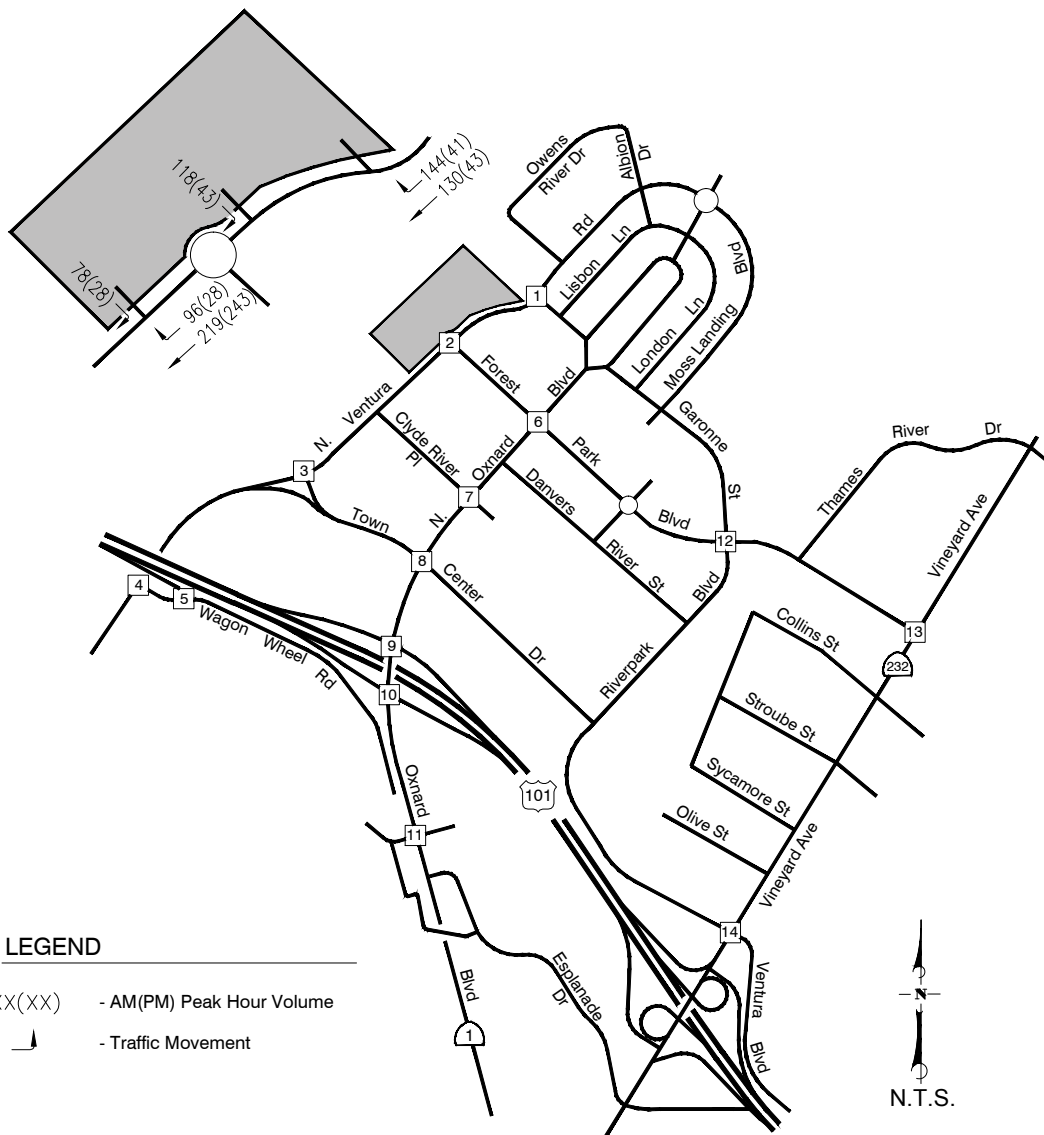 144(41)
130(43)
118(43)
78(28)
96(28)
219(243)
Owens
River Dr
Albion
Dr
Rd
Lisbon
Ln
Blvd
London
Ln
Moss Landing
1
2
N. Ventura
Forest
Blvd
Garonne
St
Clyde River
Pl
N. Oxnard
6
Park
Blvd
Danvers
River St
7
3
Town
Center
Dr
8
12
Thames
River Dr
Vineyard Ave
13
232
Riverpark
Blvd
Collins St
Stroube St
Sycamore St
Olive St
Vineyard Ave
4
5
Wagon Wheel
Rd
9
10
101
Oxnard
11
Blvd
1
Esplanade
Dr
14
Ventura
Blvd
LEGEND
X(XX) - AM(PM) Peak Hour Volume
- Traffic Movement
N
N.T.S.